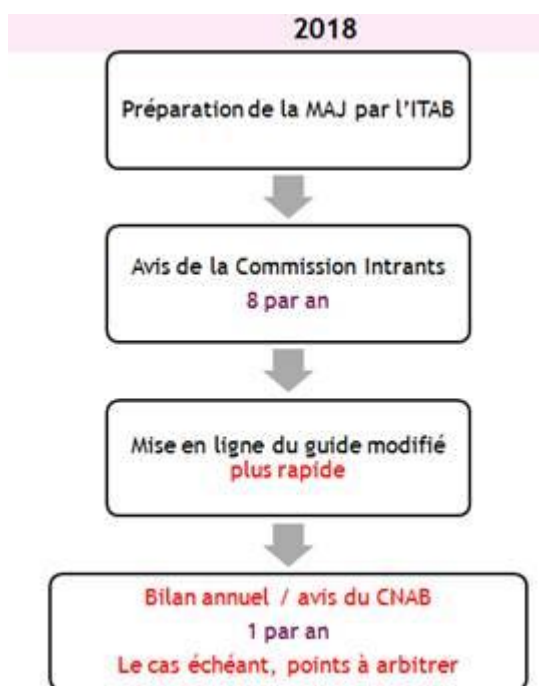 2018
Préparation de la MAJ par l'ITAB
Avis de la Commission Intrants
8 par an
Mise en ligne du guide modifié
plus rapide
Bilan annuel / avis du CNAB
1 par an
Le cas échéant, points à arbitrer